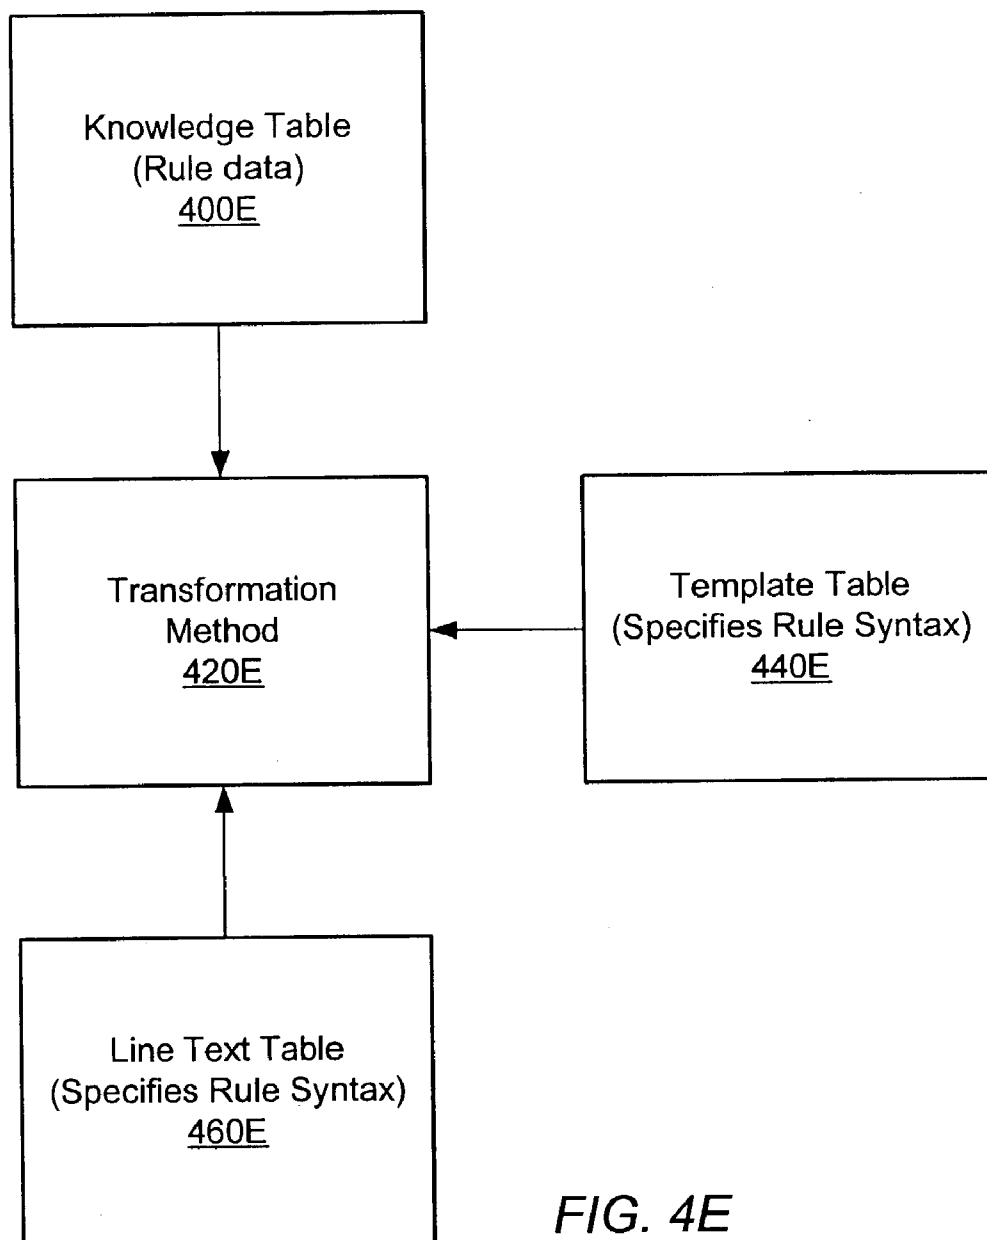 Knowledge Table
(Rule data)
400E
Transformation
Method
420E
Template Table
(Specifies Rule Syntax)
440E
Line Text Table
(Specifies Rule Syntax)
460E
FIG. 4E